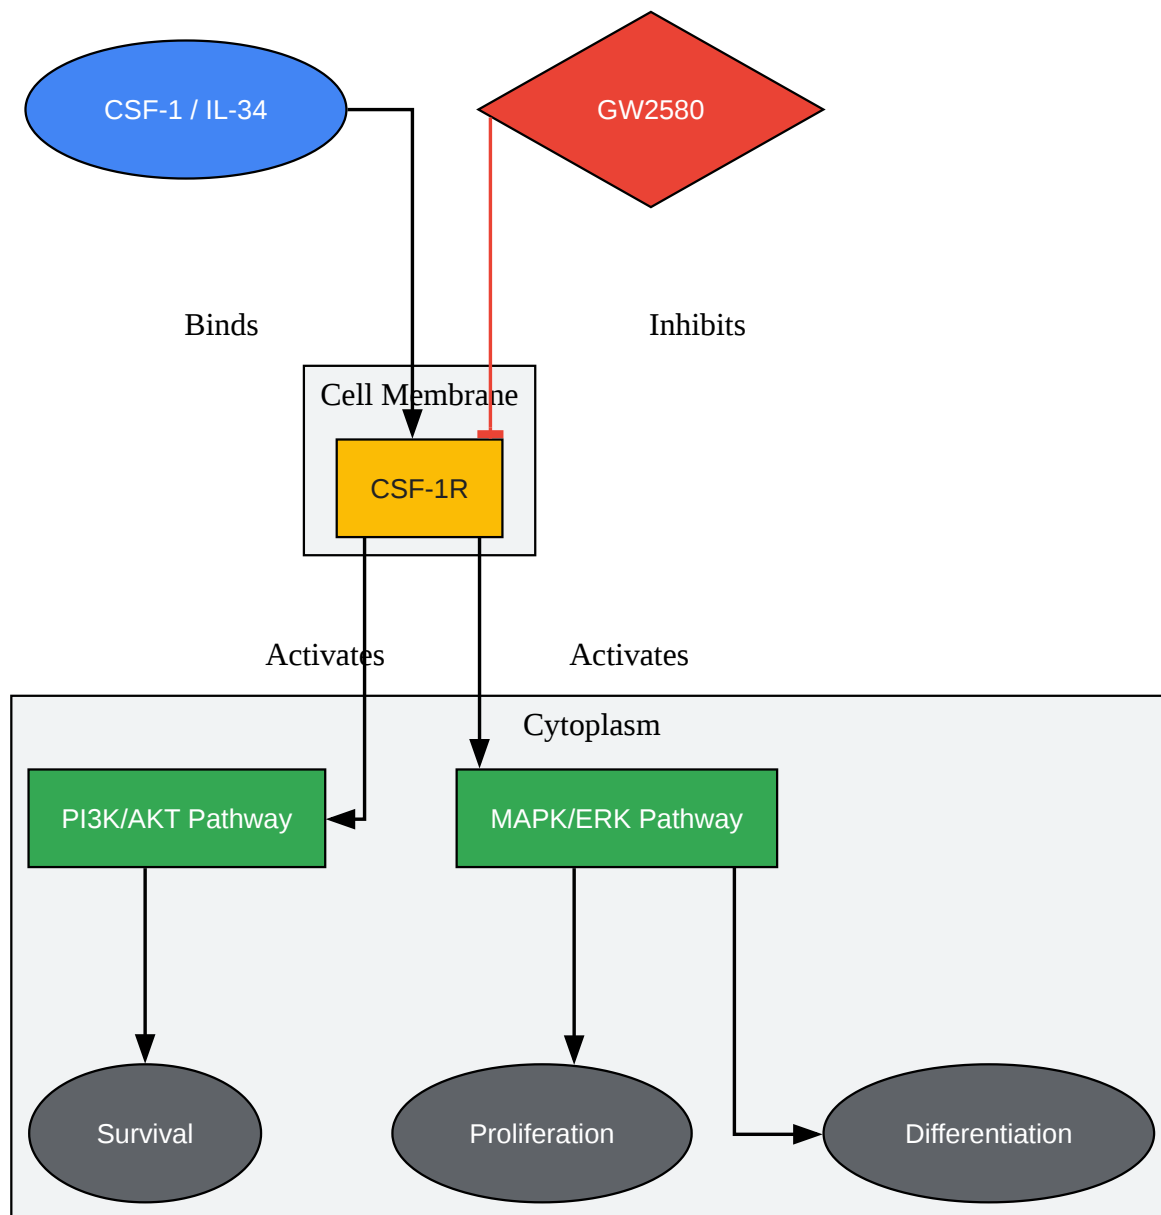 CSF-1 / IL-34
GW2580
Binds
Inhibits
Cell Membrane
CSF-1R
Activates
Activates
Cytoplasm
PI3K/AKT Pathway
MAPK/ERK Pathway
Survival
Proliferation
Differentiation